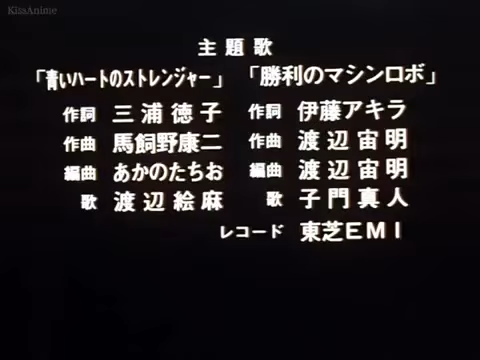 KissAnime
主題歌
「青いハートのストレンジャー」 「勝利のマシンロボ」
作詞 三浦徳子 作詞 伊藤アキラ
作曲 馬飼野康二 作曲 渡辺宙明
編曲 あかのたちお 編曲 渡辺宙明
歌 渡辺絵麻 歌 子門真人
レコード 東芝EMI